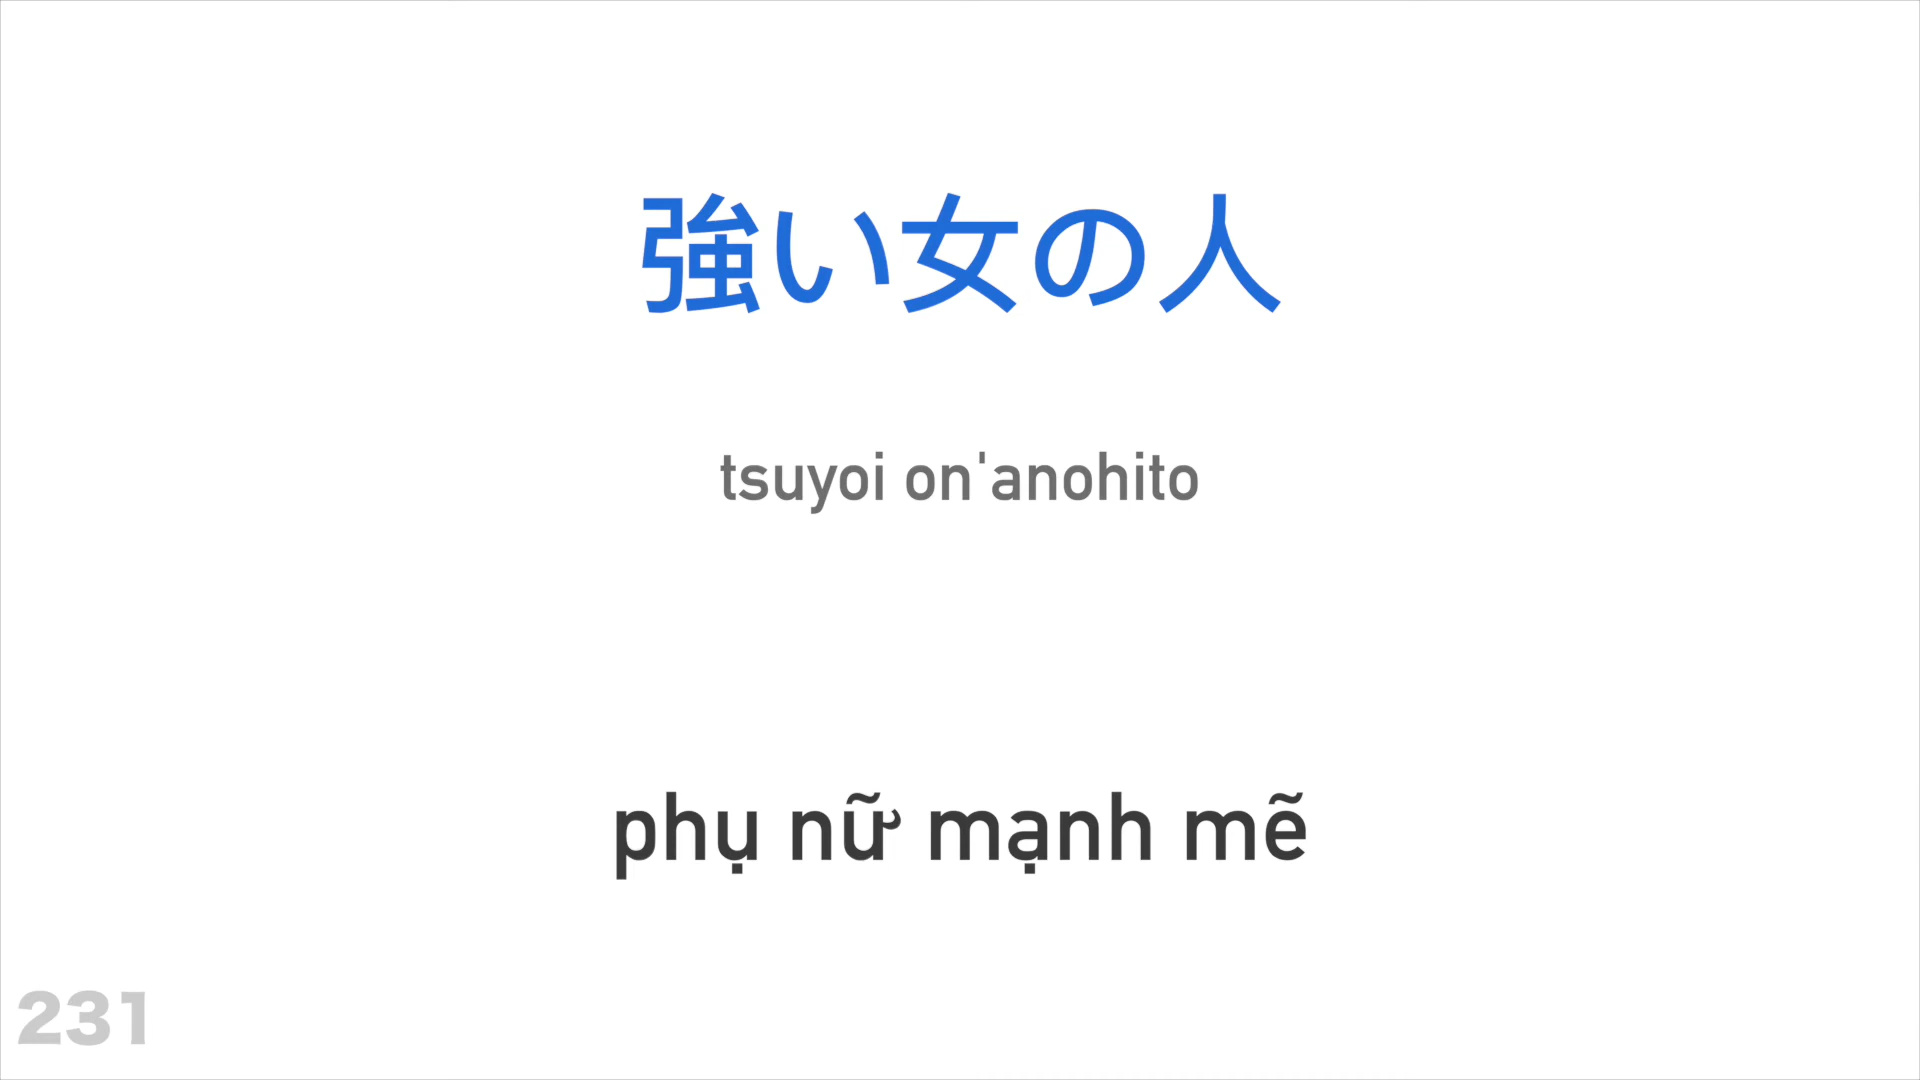 強い女の人
tsuyoi on'anohito
phụ nữ mạnh mẽ
231